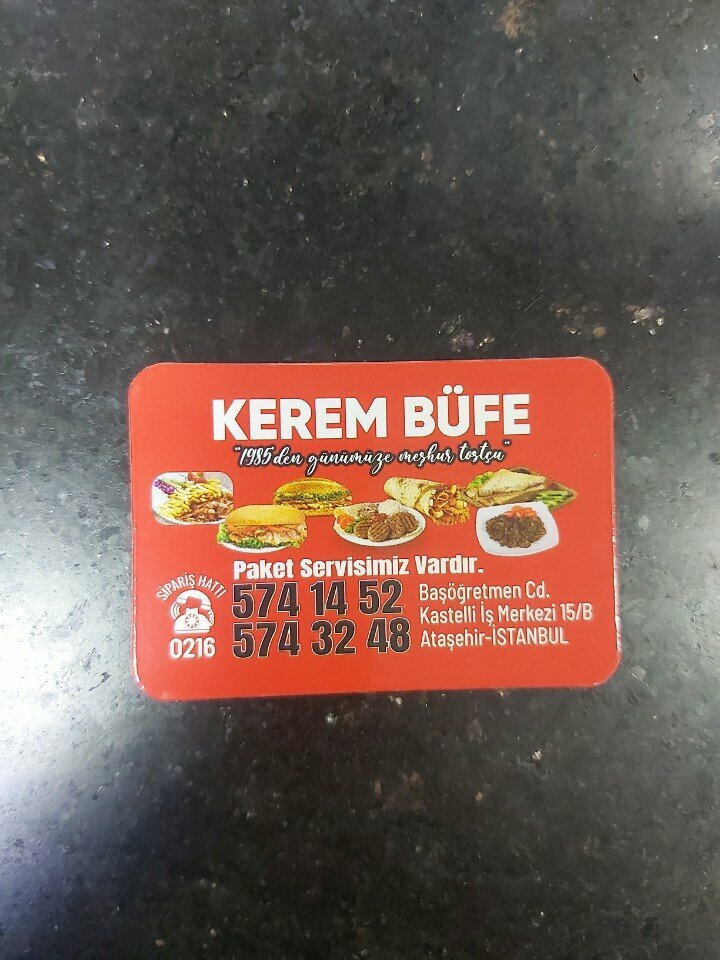 KEREM BÜFE
"1985'den günümüze meşhur tostçu"
Paket Servisimiz Vardır.
SİPARİŞ HATTI
0216
574 14 52
574 32 48
Başöğretmen Cd.
Kastelli İş Merkezi 15/B
Ataşehir-İSTANBUL